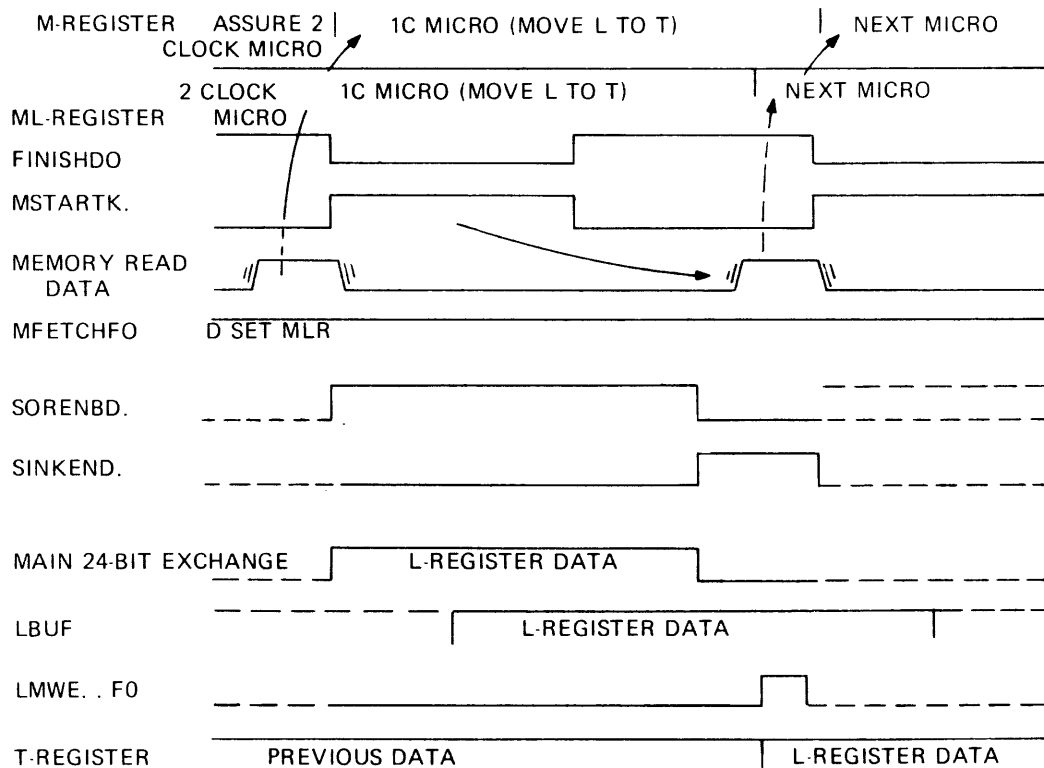 M-REGISTER ASSURE 2 1C MICRO (MOVE L TO T) NEXT MICRO
CLOCK MICRO
2 CLOCK 1C MICRO (MOVE L TO T) NEXT MICRO
ML-REGISTER MICRO
FINISHDO
MSTARTK.
MEMORY READ
DATA
MFETCHFO D SET MLR
SORENBD.
SINKEND.
MAIN 24-BIT EXCHANGE L-REGISTER DATA
LBUF L-REGISTER DATA
LMWE. . F0
T-REGISTER PREVIOUS DATA L-REGISTER DATA